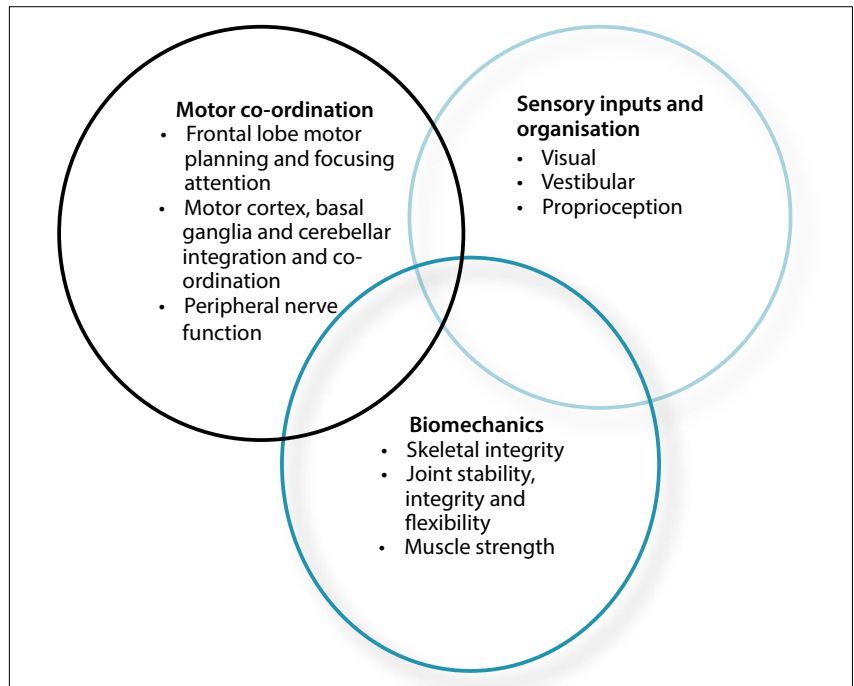 Motor co-ordination
• Frontal lobe motor
planning and focusing
attention
• Motor cortex, basal
ganglia and cerebellar
integration and co-
ordination
• Peripheral nerve
function
Sensory inputs and
organisation
• Visual
• Vestibular
• Proprioception
Biomechanics
• Skeletal integrity
• Joint stability,
integrity and
flexibility
• Muscle strength